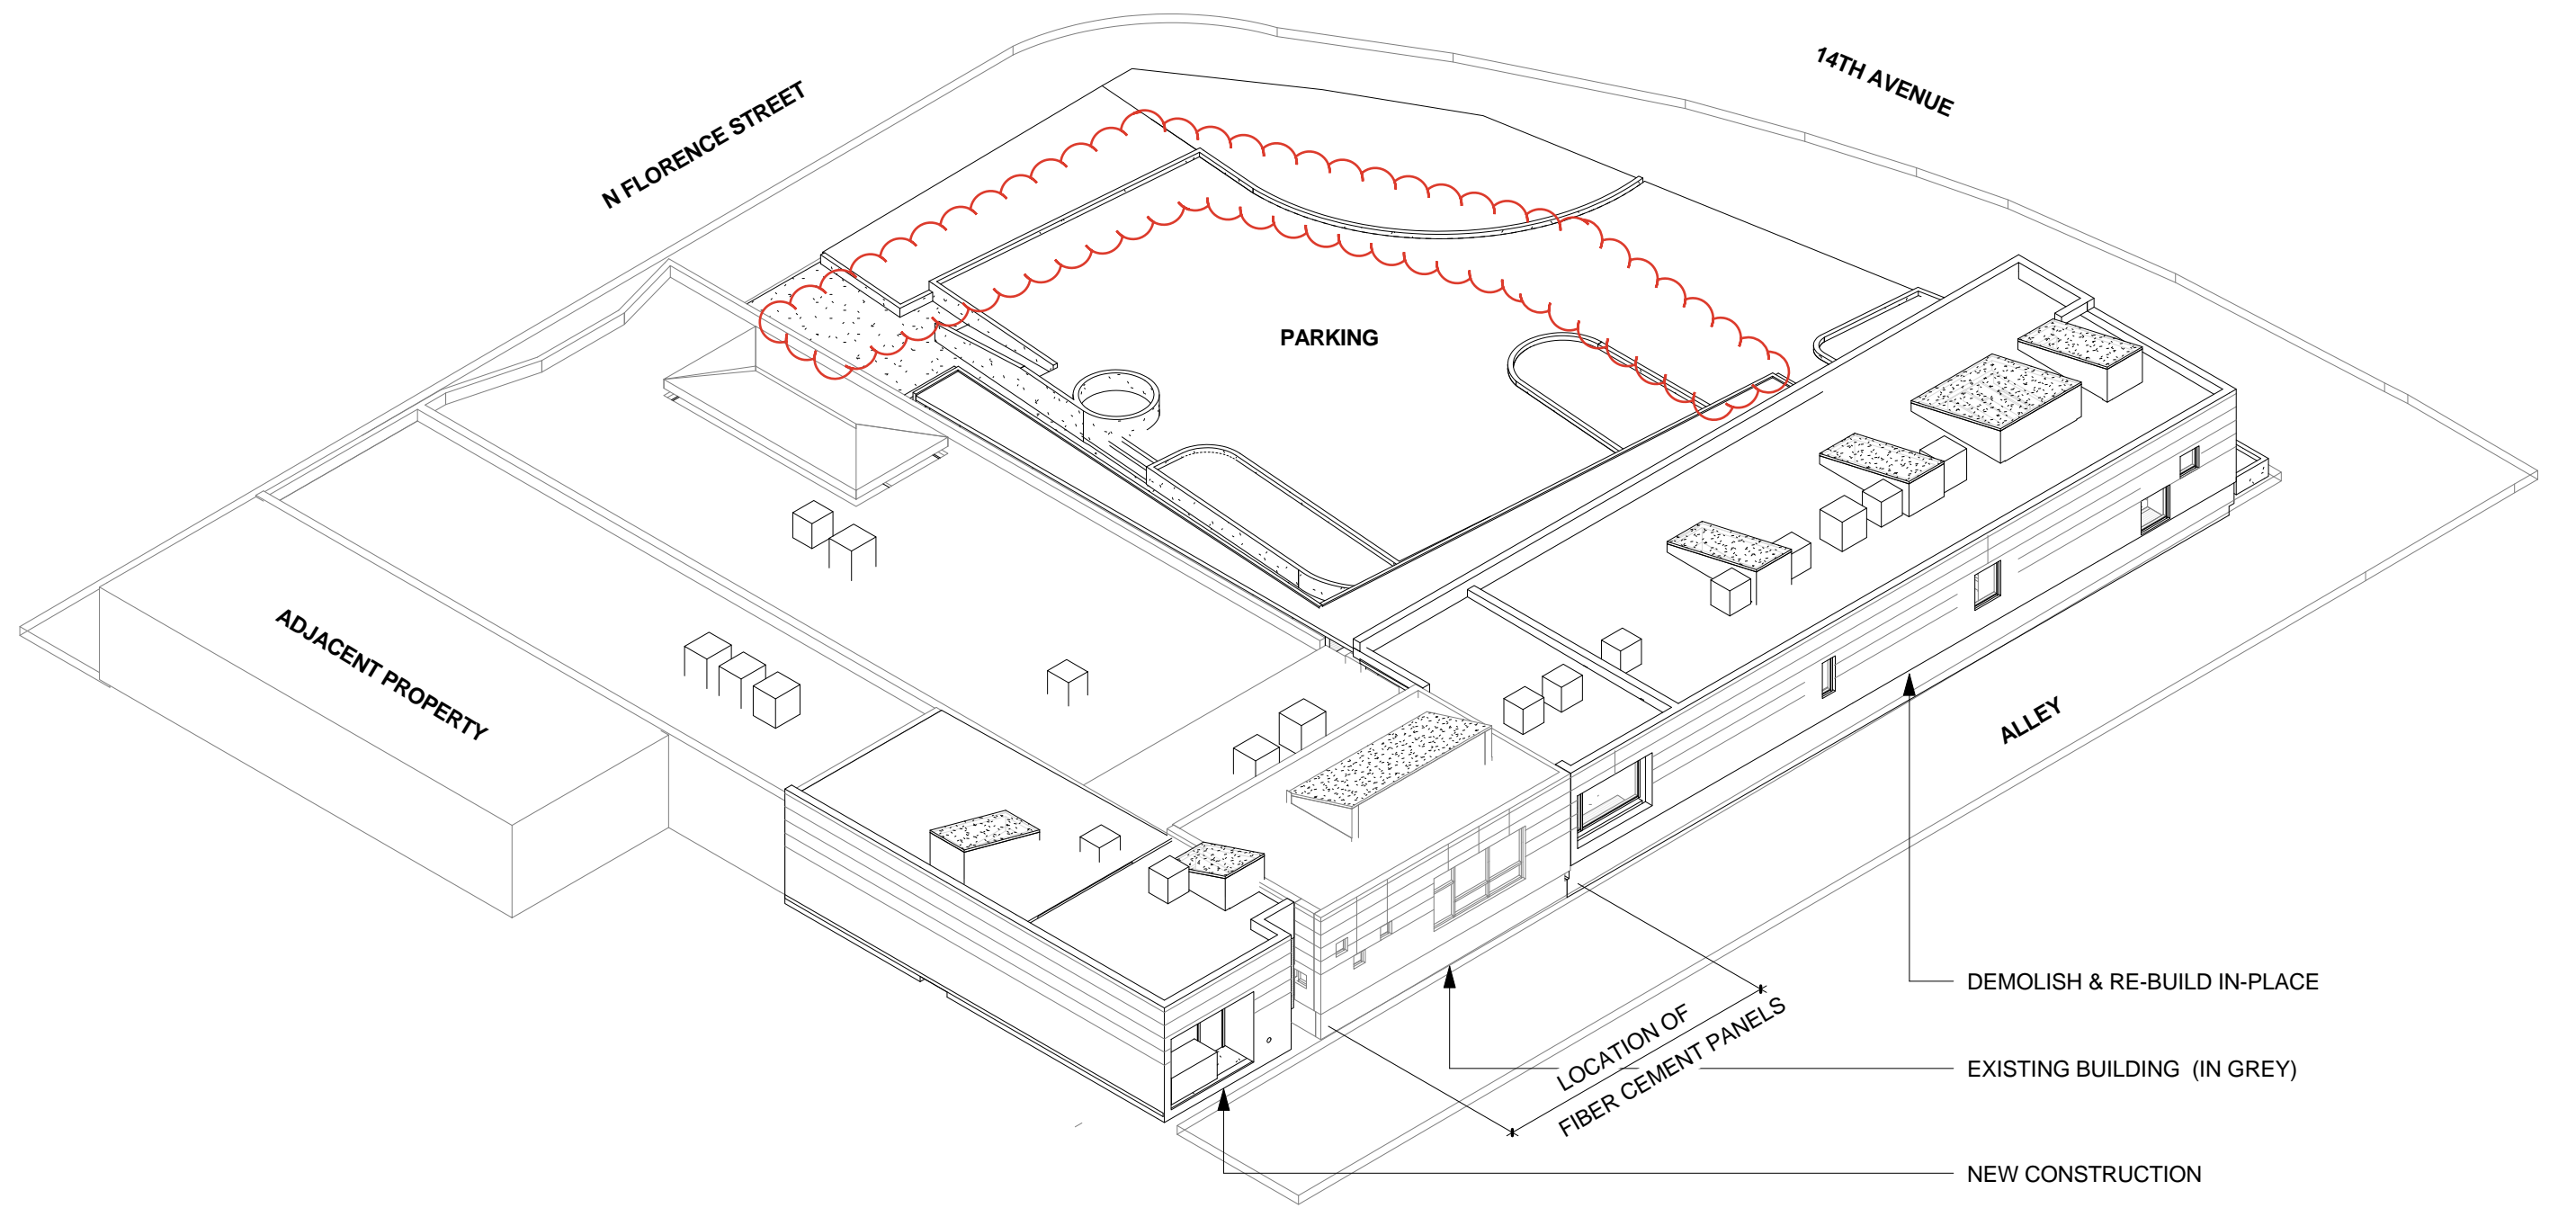 14TH AVENUE
N FLORENCE STREET
PARKING
ADJACENT PROPERTY
ALLEY
DEMOLISH & RE-BUILD IN-PLACE
LOCATION OF
FIBER CEMENT PANELS
EXISTING BUILDING (IN GREY)
NEW CONSTRUCTION